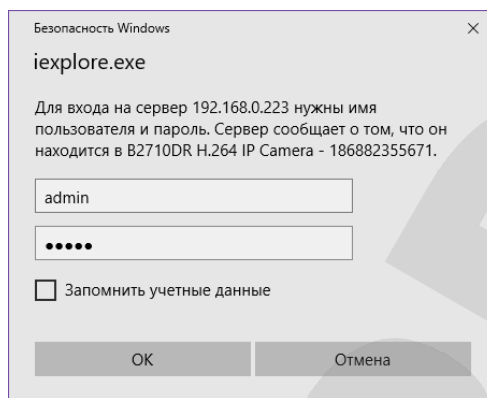 Безопасность Windows
iexplore.exe
Для входа на сервер 192.168.0.223 нужны имя
пользователя и пароль. Сервер сообщает о том, что он
находится в B2710DR H.264 IP Camera - 186882355671.
admin
●●●●●
Запомнить учетные данные
OK
Отмена